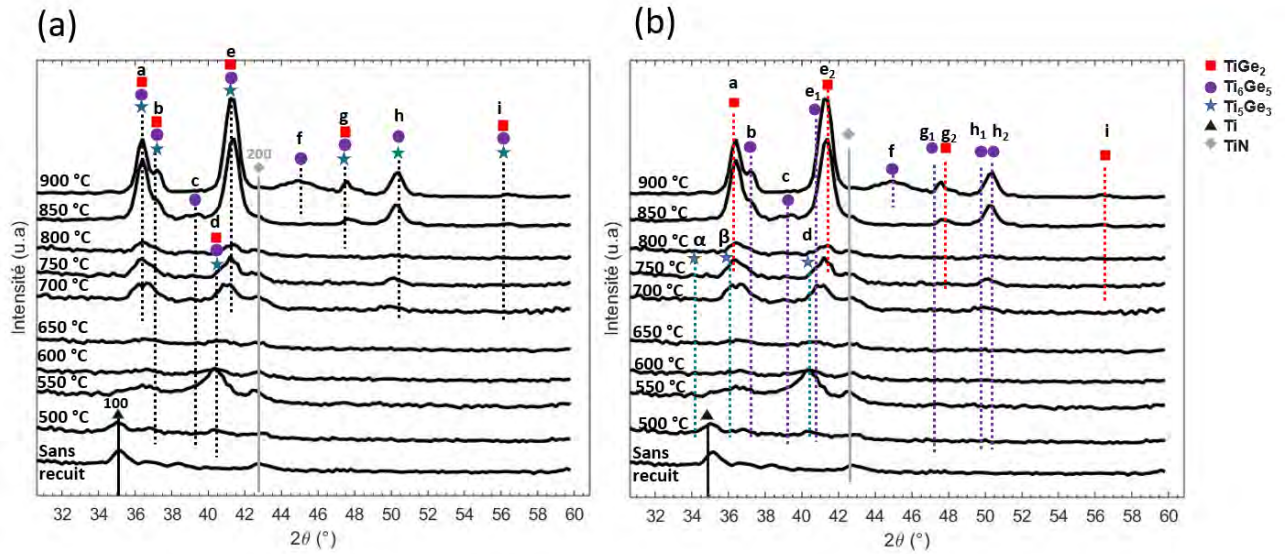 (a)
(b)
e
a
b
g
h
i
f
c
d
200
900 °C
850 °C
800 °C
750 °C
700 °C
650 °C
600 °C
550 °C
500 °C
100
Sans
recuit
Intensité (u.a)
32 34 36 38 40 42 44 46 48 50 52 54 56 58 60
2θ (°)
e2
a
e1
b
g1 g2
h1 h2
i
f
c
d
α
β
900 °C
850 °C
800 °C
750 °C
700 °C
650 °C
600 °C
550 °C
500 °C
Sans
recuit
Intensité (u.a)
32 34 36 38 40 42 44 46 48 50 52 54 56 58 60
2θ (°)
TiGe2
Ti6Ge5
Ti5Ge3
Ti
TiN